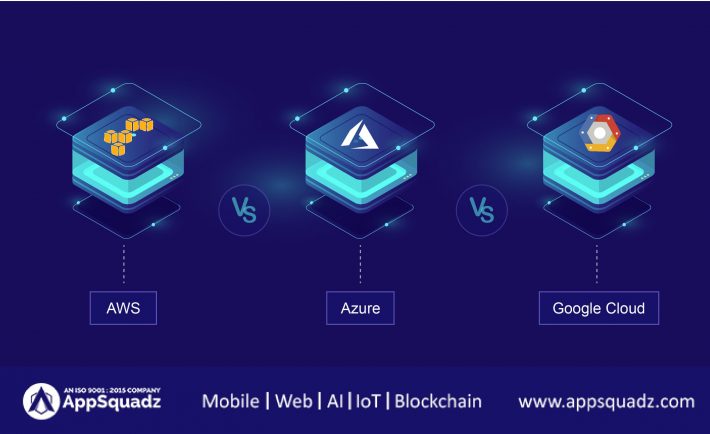 VS
VS
AWS
Azure
Google Cloud
AN ISO 9001 : 2015 COMPANY
AppSquadz
Mobile | Web | AI | IoT | Blockchain
www.appsquadz.com